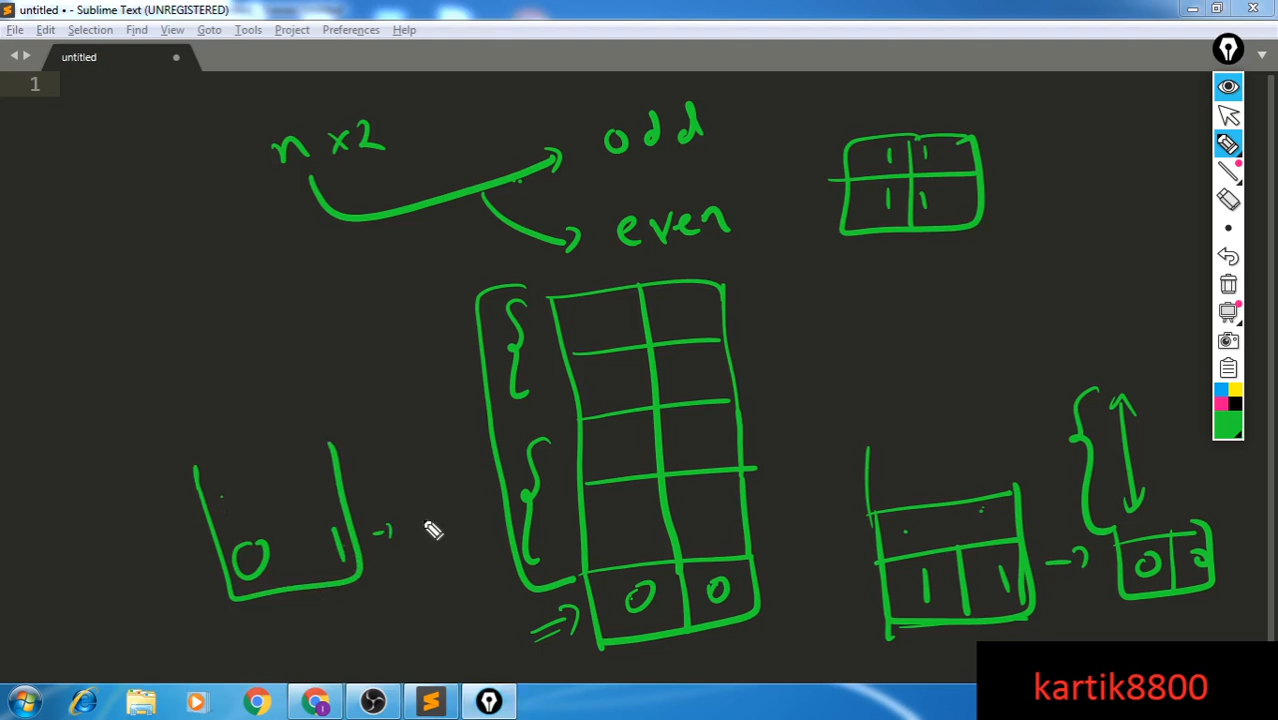 untitled • - Sublime Text (UNREGISTERED)
File Edit Selection Find View Goto Tools Project Preferences Help
untitled
1
n x2
odd
even
1 1
1 1
0 1
0 0
1 1
0 0
kartik8800